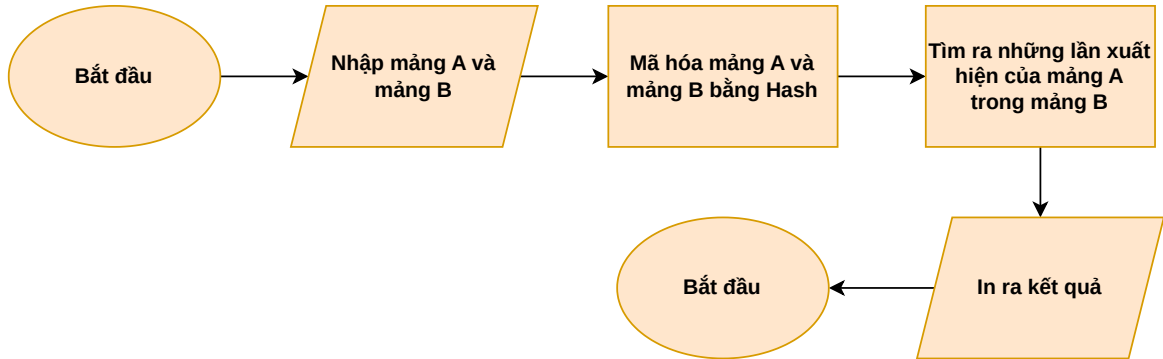 Bắt đầu
Nhập mảng A và
mảng B
Mã hóa mảng A và
mảng B bằng Hash
Tìm ra những lần xuất
hiện của mảng A
trong mảng B
In ra kết quả
Bắt đầu